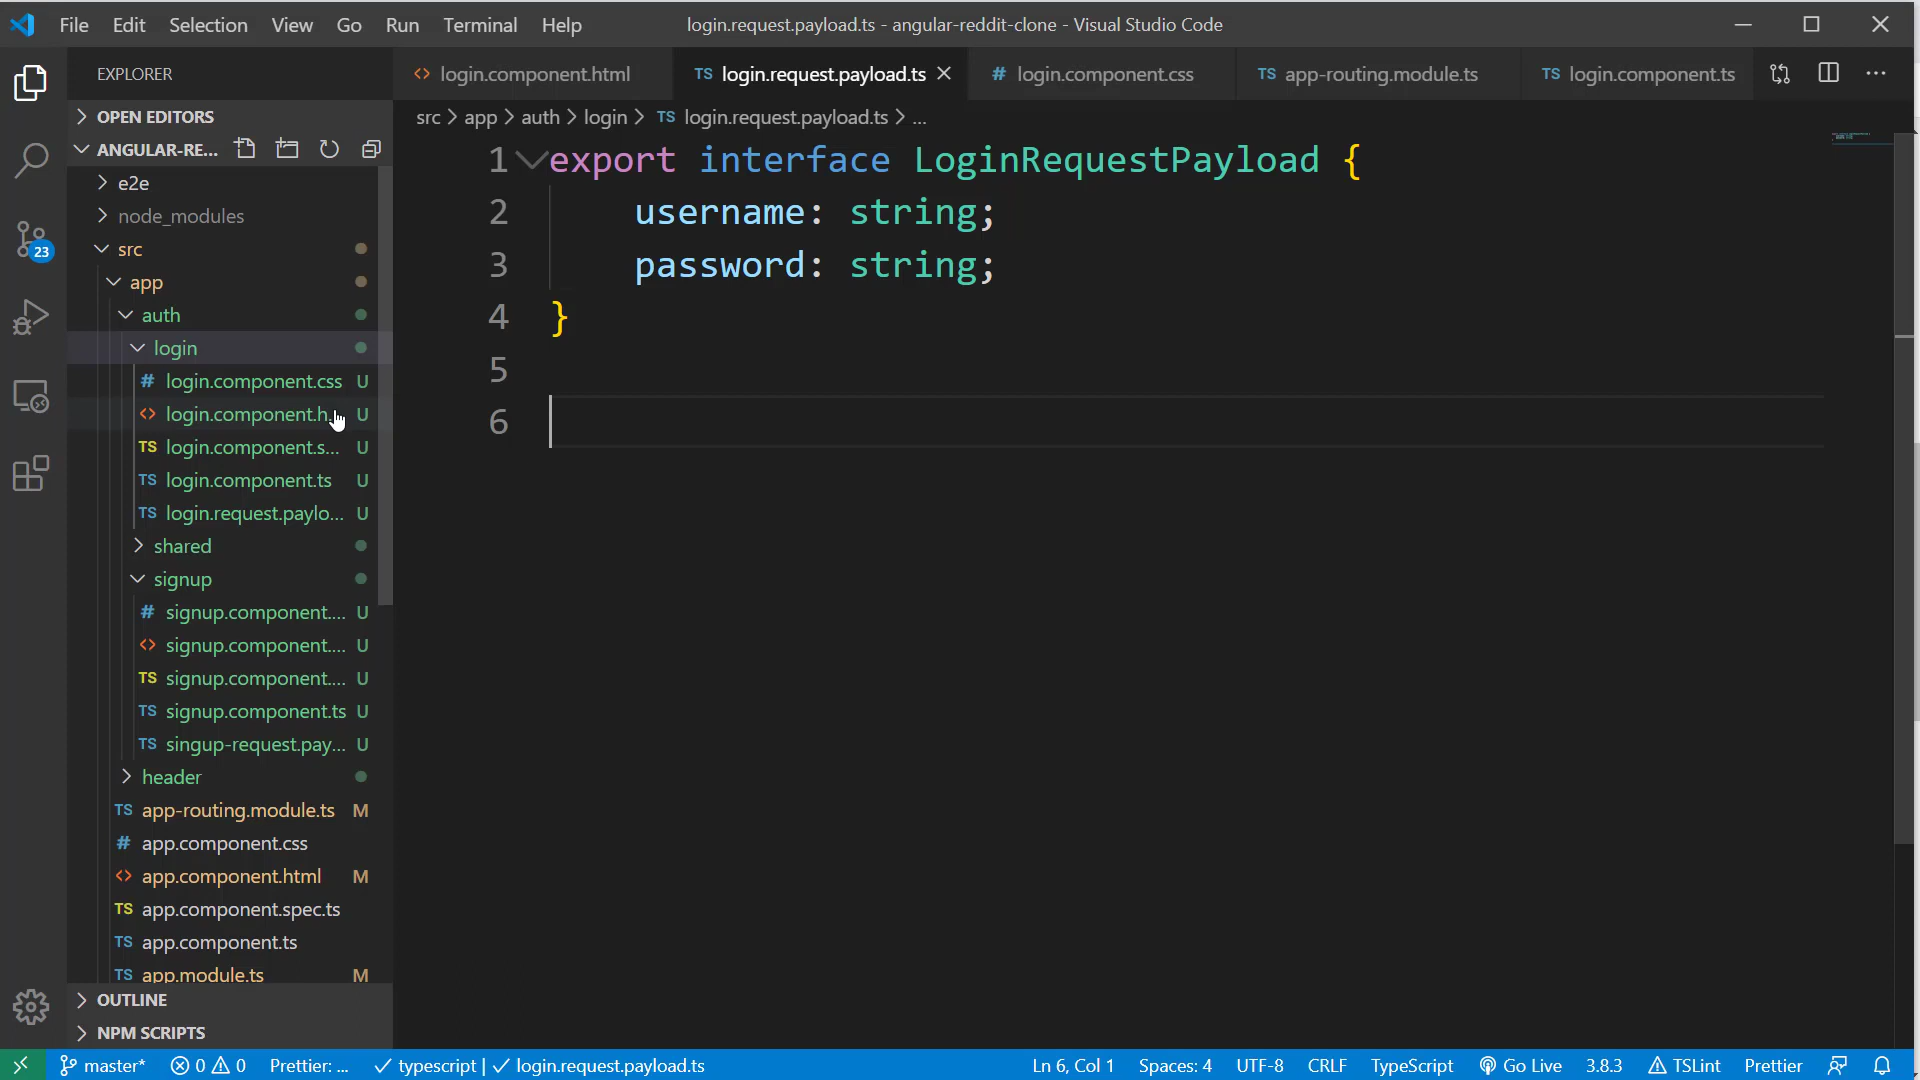 File Edit Selection View Go Run Terminal Help
login.request.payload.ts - angular-reddit-clone - Visual Studio Code
EXPLORER
OPEN EDITORS
ANGULAR-RE...
e2e
node_modules
src
app
auth
login
# login.component.css U
<> login.component.h... U
TS login.component.s... U
TS login.component.ts U
TS login.request.paylo... U
shared
signup
# signup.component.... U
<> signup.component.... U
TS signup.component.... U
TS signup.component.ts U
TS singup-request.pay... U
header
TS app-routing.module.ts M
# app.component.css
<> app.component.html M
TS app.component.spec.ts
TS app.component.ts
TS app.module.ts M
OUTLINE
NPM SCRIPTS
23
<> login.component.html
TS login.request.payload.ts
# login.component.css
TS app-routing.module.ts
TS login.component.ts
src > app > auth > login > TS login.request.payload.ts > ...
1 export interface LoginRequestPayload {
2 username: string;
3 password: string;
4 }
5
6
master* 0 0 Prettier: ... typescript | login.request.payload.ts
Ln 6, Col 1 Spaces: 4 UTF-8 CRLF TypeScript Go Live 3.8.3 TSLint Prettier